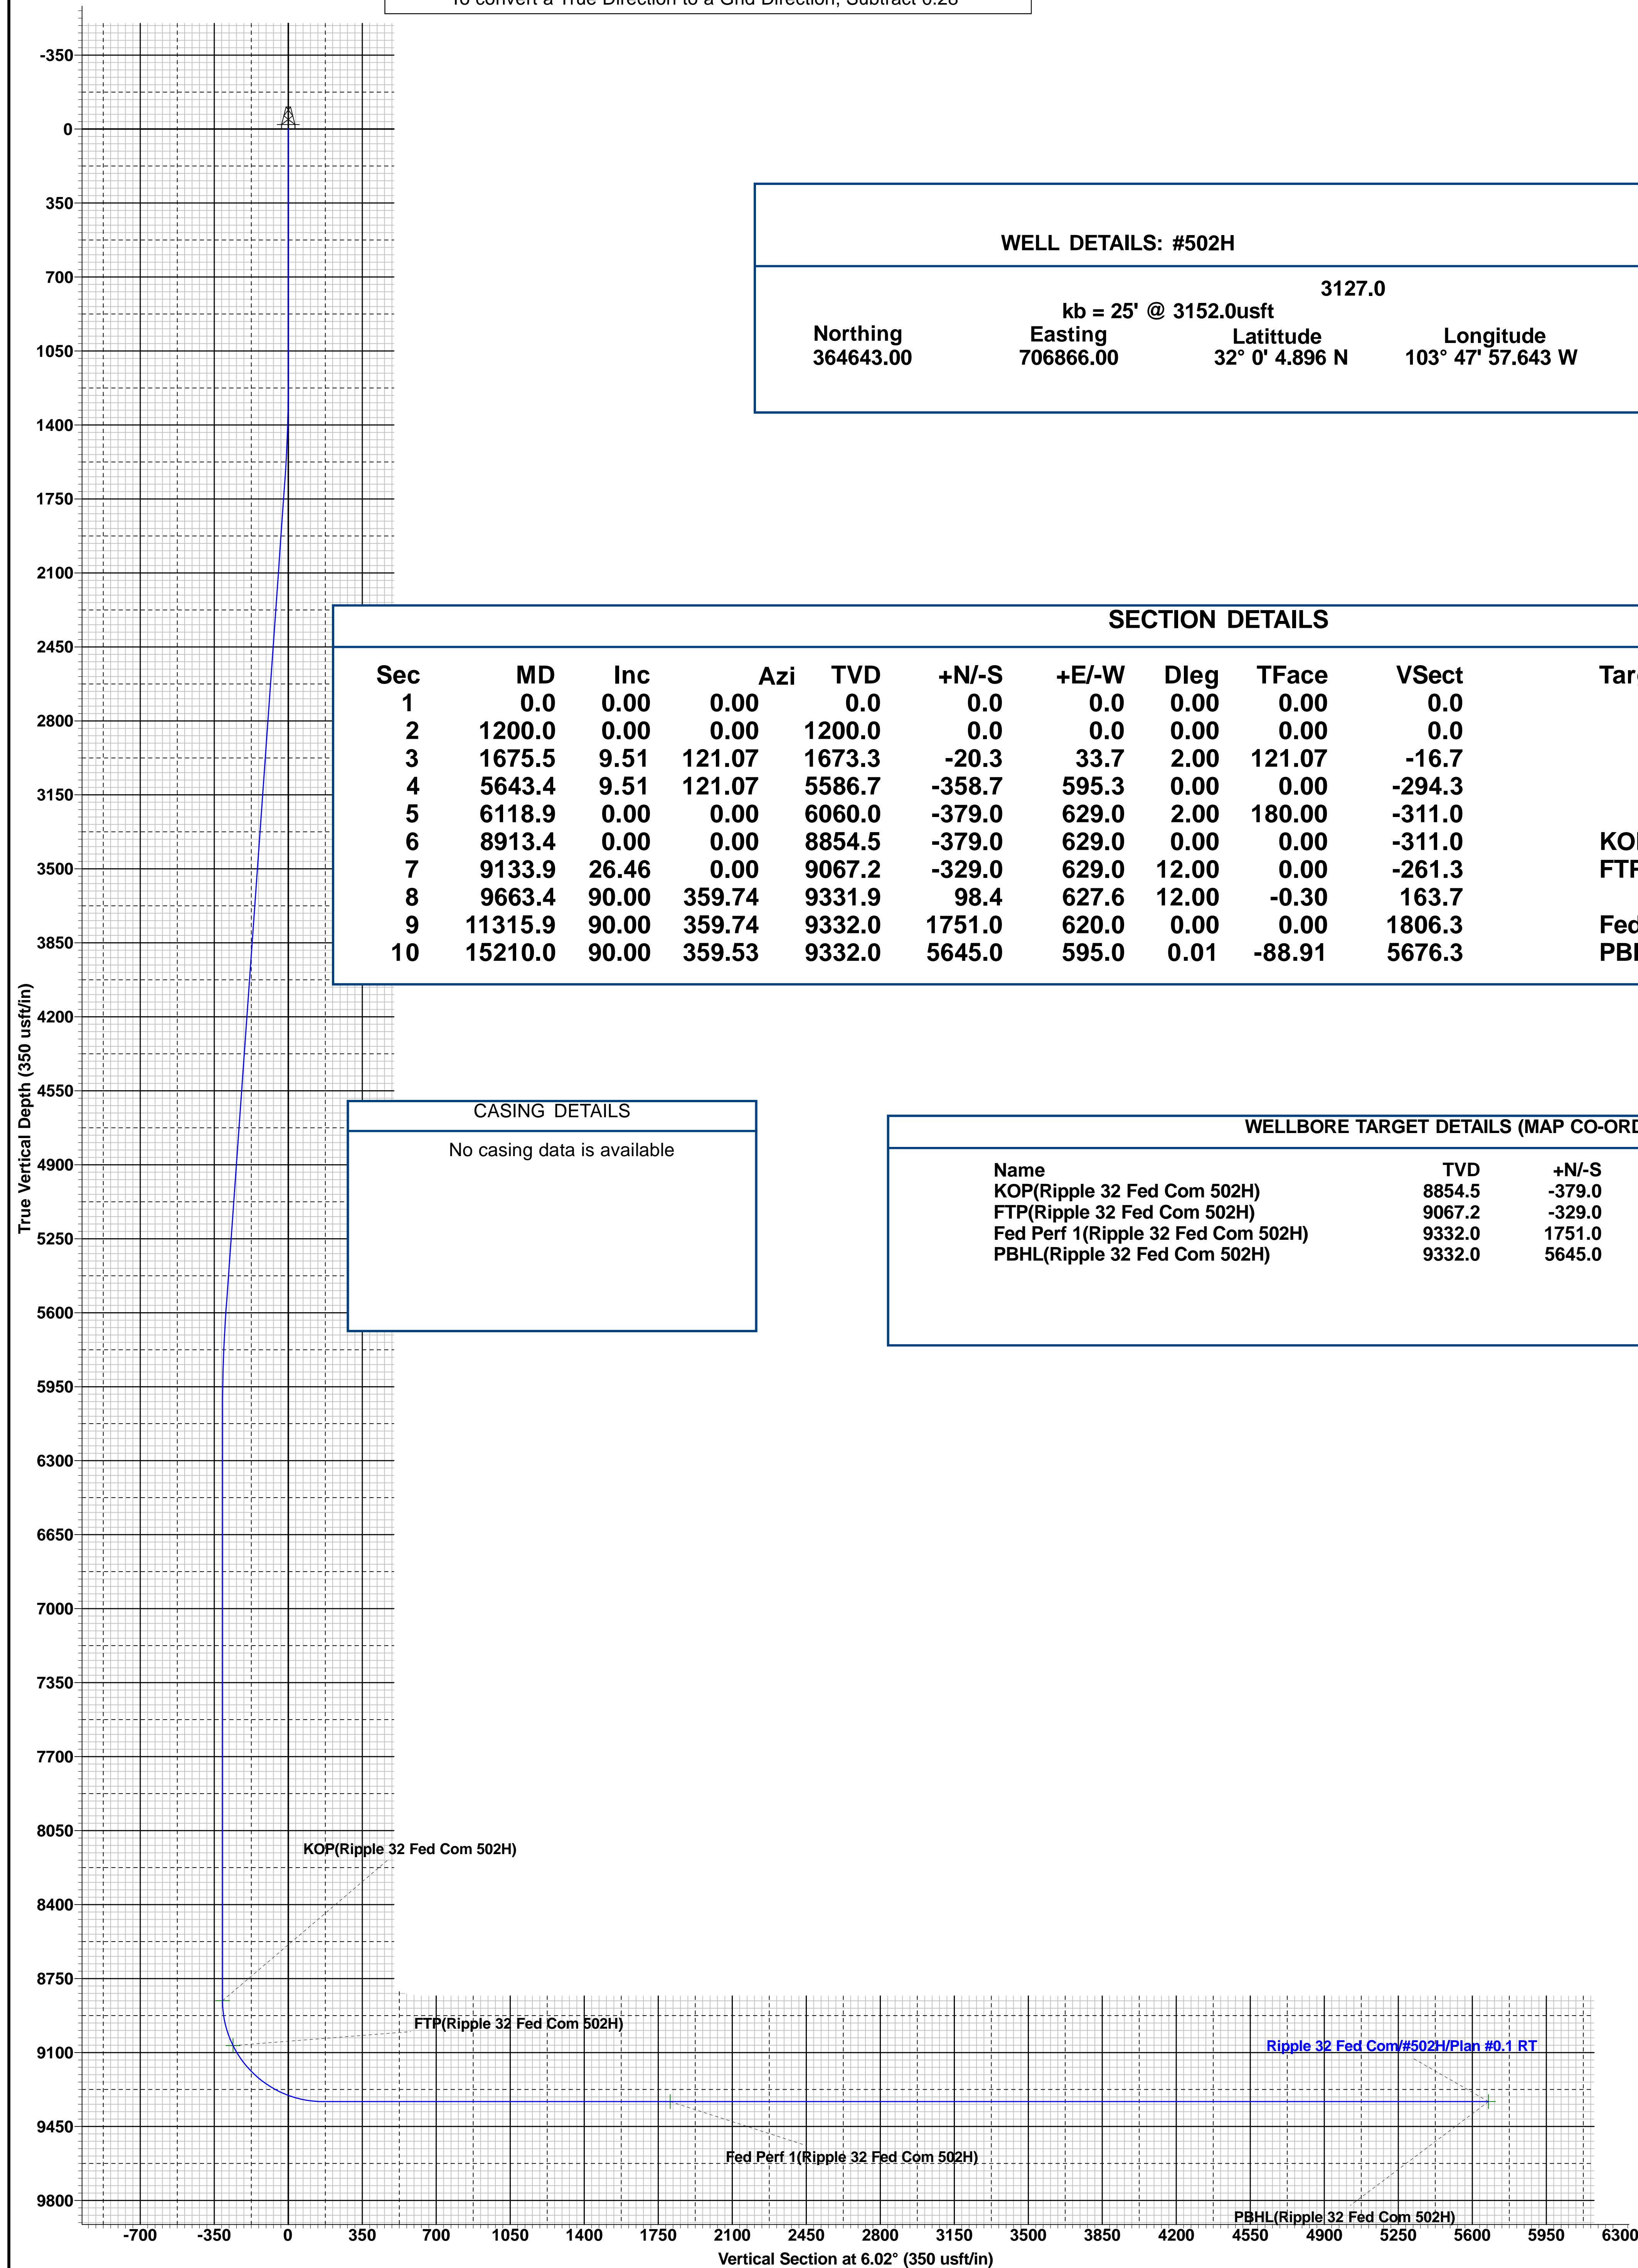 To convert a True Direction to a Grid Direction, Subtract 0.28°
WELL DETAILS: #502H
3127.0
kb = 25' @ 3152.0usft
Northing Easting Latittude Longitude
364643.00 706866.00 32° 0' 4.896 N 103° 47' 57.643 W
SECTION DETAILS
Sec MD Inc Azi TVD +N/-S +E/-W Dleg TFace VSect
1 0.0 0.00 0.00 0.0 0.0 0.0 0.00 0.00 0.0
2 1200.0 0.00 0.00 1200.0 0.0 0.0 0.00 0.00 0.0
3 1675.5 9.51 121.07 1673.3 -20.3 33.7 2.00 121.07 -16.7
4 5643.4 9.51 121.07 5586.7 -358.7 595.3 0.00 0.00 -294.3
5 6118.9 0.00 0.00 6060.0 -379.0 629.0 2.00 180.00 -311.0
6 8913.4 0.00 0.00 8854.5 -379.0 629.0 0.00 0.00 -311.0
7 9133.9 26.46 0.00 9067.2 -329.0 629.0 12.00 0.00 -261.3
8 9663.4 90.00 359.74 9331.9 98.4 627.6 12.00 -0.30 163.7
9 11315.9 90.00 359.74 9332.0 1751.0 620.0 0.00 0.00 1806.3 Fed
10 15210.0 90.00 359.53 9332.0 5645.0 595.0 0.01 -88.91 5676.3
CASING DETAILS
No casing data is available
WELLBORE TARGET DETAILS (MAP CO-ORD
Name TVD +N/-S
KOP(Ripple 32 Fed Com 502H) 8854.5 -379.0
FTP(Ripple 32 Fed Com 502H) 9067.2 -329.0
Fed Perf 1(Ripple 32 Fed Com 502H) 9332.0 1751.0
PBHL(Ripple 32 Fed Com 502H) 9332.0 5645.0
True Vertical Depth (350 usft/in)
-350
0
350
700
1050
1400
1750
2100
2450
2800
3150
3500
3850
4200
4550
4900
5250
5600
5950
6300
6650
7000
7350
7700
8050
8400
8750
9100
9450
9800
KOP(Ripple 32 Fed Com 502H)
FTP(Ripple 32 Fed Com 502H)
Ripple 32 Fed Com/#502H/Plan #0.1 RT
Fed Perf 1(Ripple 32 Fed Com 502H)
PBHL(Ripple 32 Fed Com 502H)
-700 -350 0 350 700 1050 1400 1750 2100 2450 2800 3150 3500 3850 4200 4550 4900 5250 5600 5950 6300
Vertical Section at 6.02° (350 usft/in)